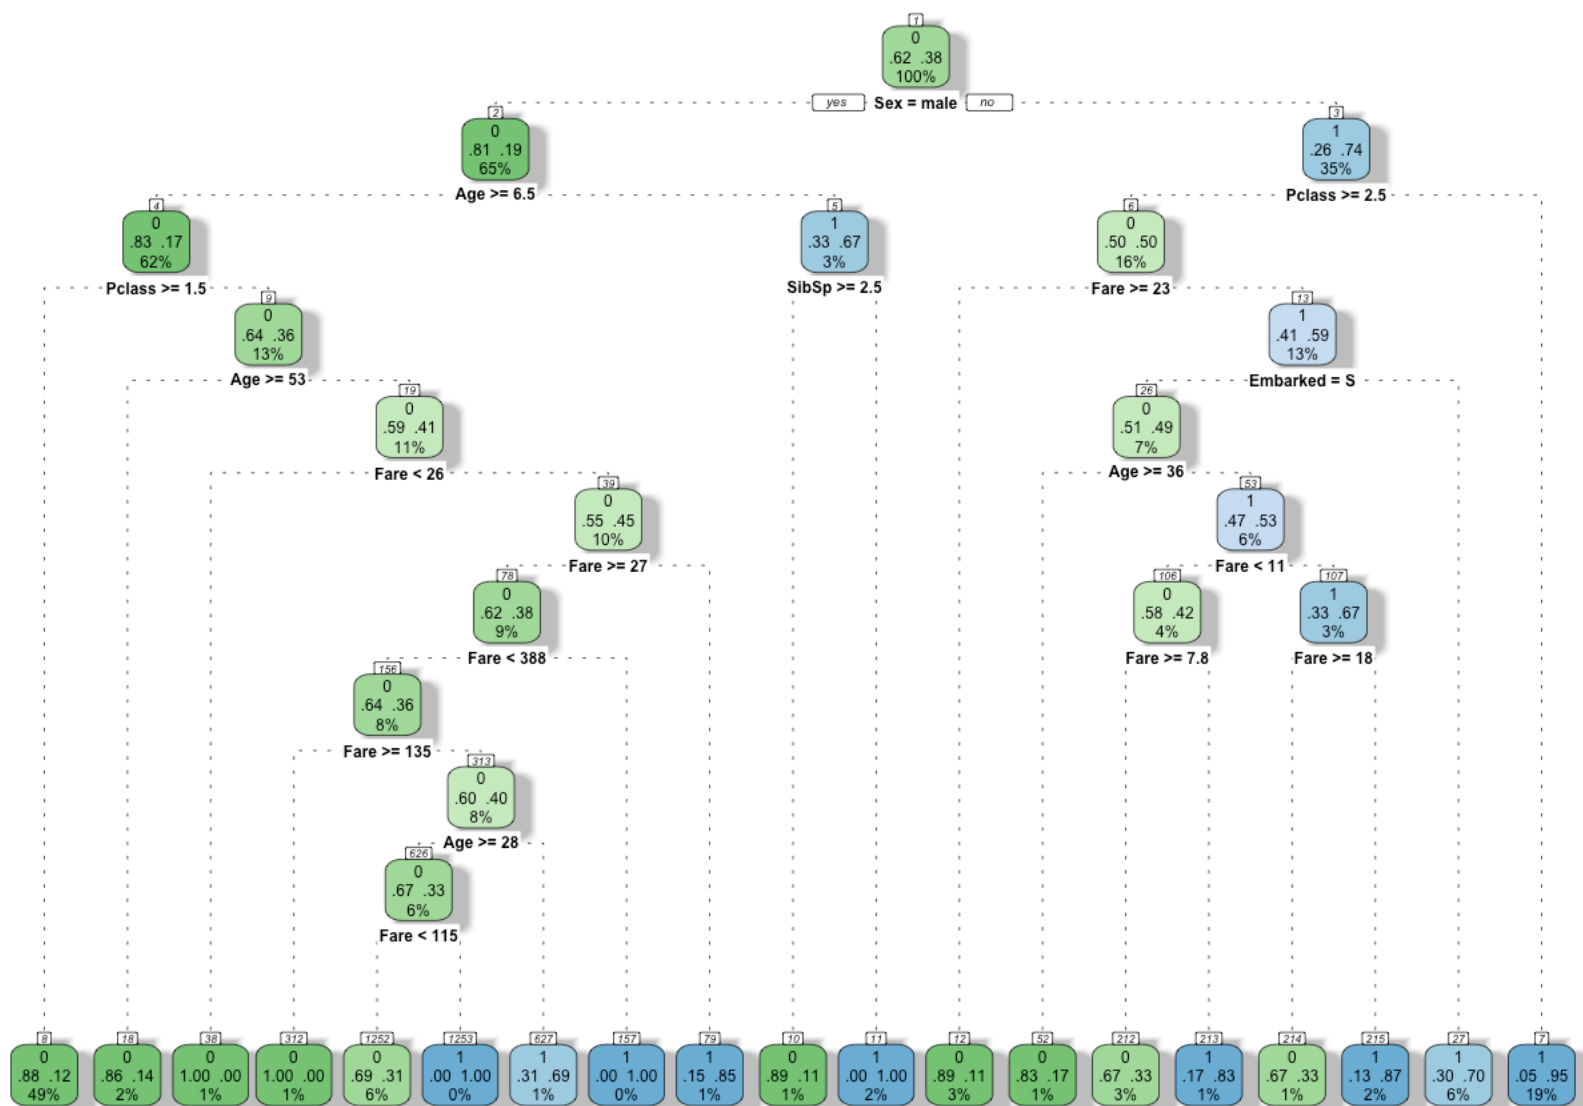 1
0
.62 .38
100%
yes Sex = male no
2 3
0 1
.81 .19 .26 .74
65% 35%
Age >= 6.5 Pclass >= 2.5
4 5 6
0 1 0
.83 .17 .33 .67 .50 .50
62% 3% 16%
Pclass >= 1.5 SibSp >= 2.5 Fare >= 23
9 13
0 1
.64 .36 .41 .59
13% 13%
Age >= 53 Embarked = S
19 26
0 0
.59 .41 .51 .49
11% 7%
Fare < 26 Age >= 36
39 53
0 1
.55 .45 .47 .53
10% 6%
Fare >= 27 Fare < 11
78 106 107
0 0 1
.62 .38 .58 .42 .33 .67
9% 4% 3%
Fare < 388 Fare >= 7.8 Fare >= 18
156
0
.64 .36
8%
Fare >= 135
313
0
.60 .40
8%
Age >= 28
626
0
.67 .33
6%
Fare < 115
8 18 38 312 1252 1253 627 157 79 10 11 12 52 212 213 214 215 27 7
0 0 0 0 0 1 1 1 1 0 1 0 0 0 1 0 1 1 1
.88 .12 .86 .14 1.00 .00 1.00 .00 .69 .31 .00 1.00 .31 .69 .00 1.00 .15 .85 .89 .11 .00 1.00 .89 .11 .83 .17 .67 .33 .17 .83 .67 .33 .13 .87 .30 .70 .05 .95
49% 2% 1% 1% 6% 0% 1% 0% 1% 1% 2% 3% 1% 3% 1% 1% 2% 6% 19%